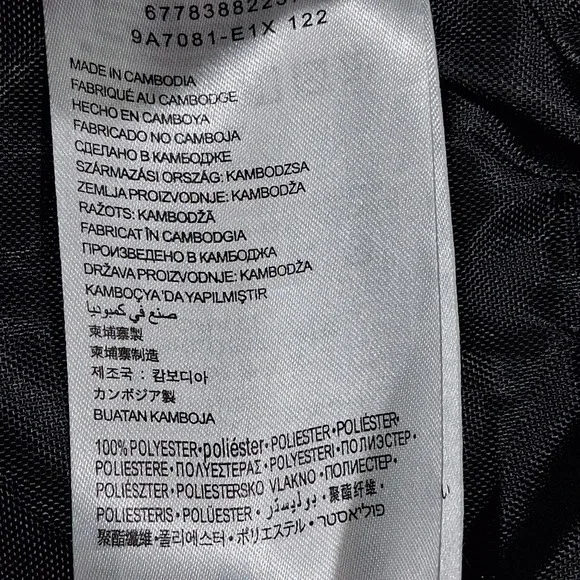 9A7081-E1X 122
MADE IN CAMBODIA
FABRIQUÉ AU CAMBODGE
HECHO EN CAMBOYA
FABRICADO NO CAMBOJA
СДЕЛАНО В КАМБОДЖЕ
SZÁRMAZÁSI ORSZÁG: KAMBODZSA
ZEMLJA PROIZVODNJE: KAMBODŽA
RAŽOTS: KAMBODŽĀ
FABRICAT ÎN CAMBODGIA
ПРОИЗВЕДЕНО В КАМБОДЖА
DRŽAVA PROIZVODNJE: KAMBODŽA
KAMBOÇYA'DA YAPILMIŞTIR
صنع في كمبوديا
柬埔寨製
柬埔寨制造
제조국 : 캄보디아
カンボジア製
BUATAN KAMBOJA
100% POLYESTER•poliéster•POLIESTER•POLIÉSTER•
POLIESTERE•ΠΟΛΥΕΣΤΕΡΑΣ•POLYESTERI•ПОЛИЭСТЕР•
POLIÉSZTER•POLIESTERSKO VLAKNO•ПОЛИЕСТЕР•
POLIESTERIS•POLÜESTER•بوليستر•聚酯纤维•
聚酯纖維•폴리에스터•ポリエステル•פוליאסטר